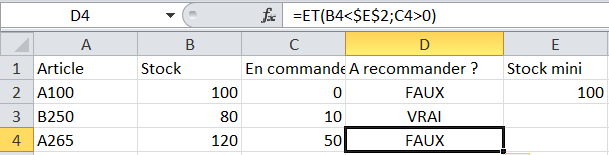 D4 fx =ET(B4<$E$2;C4>0)
A B C D E
1 Article Stock En commande A recommander ? Stock mini
2 A100 100 0 FAUX 100
3 B250 80 10 VRAI
4 A265 120 50 FAUX